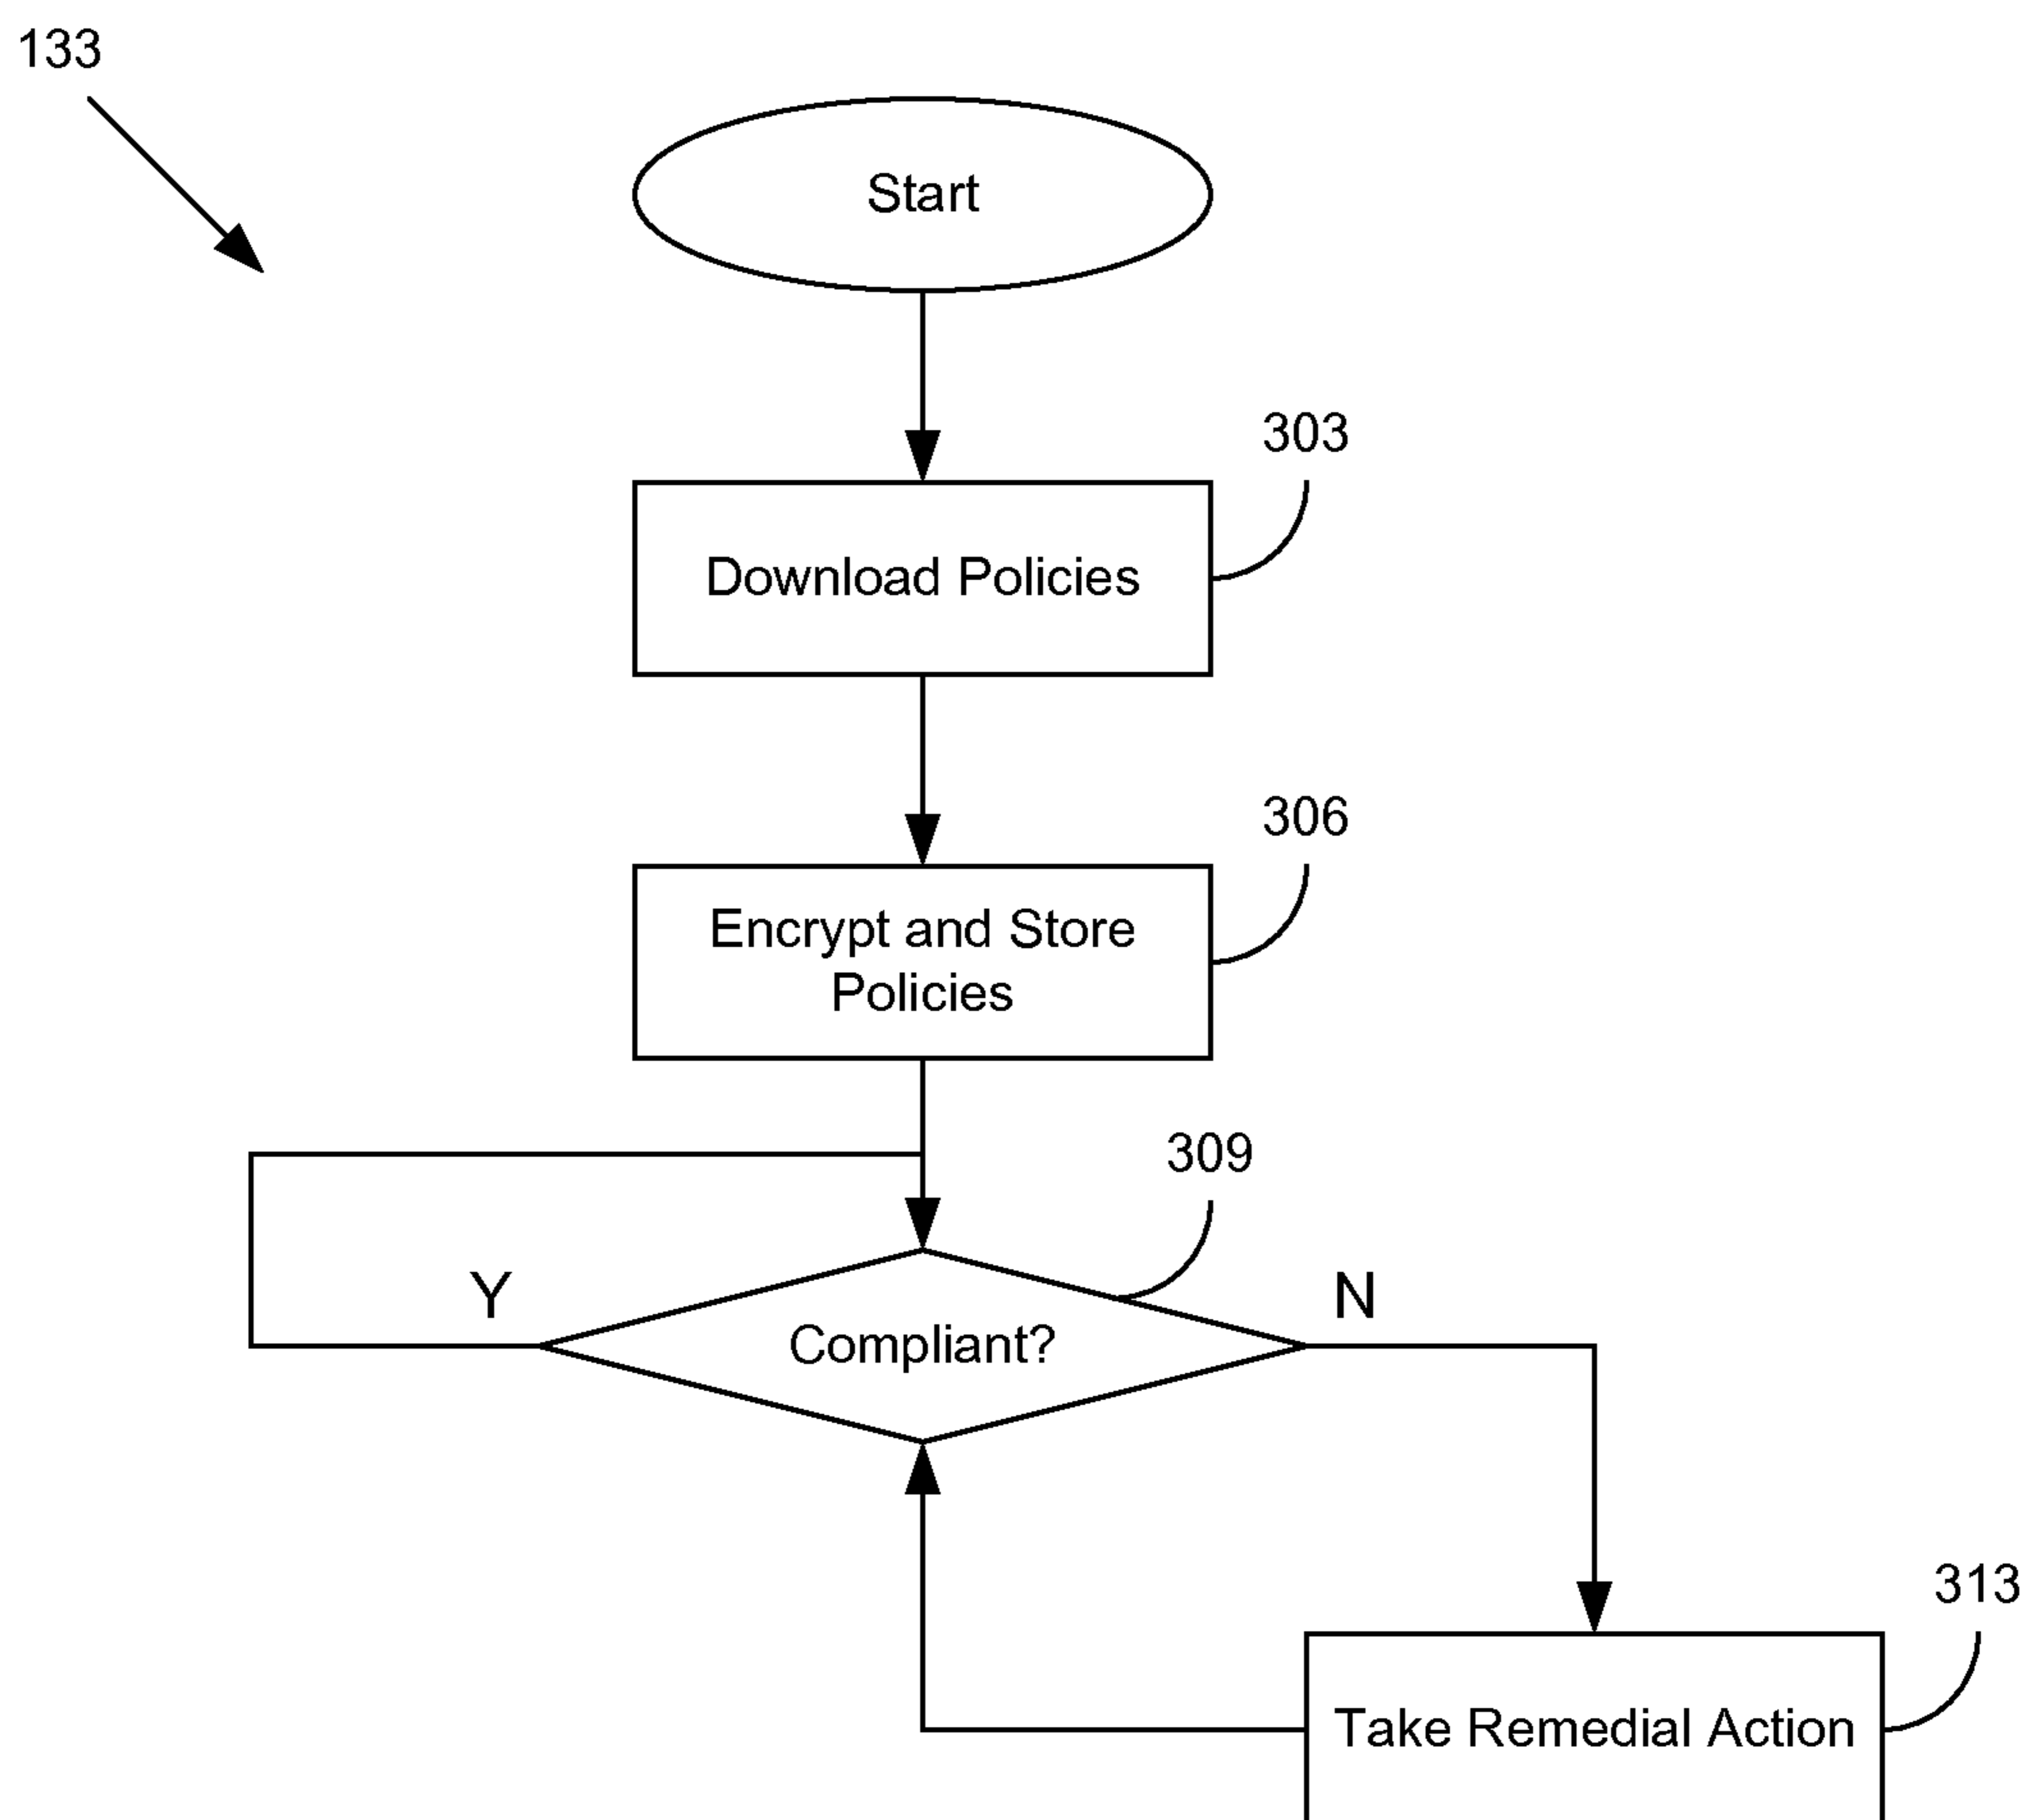 133
Start
303
Download Policies
306
Encrypt and Store
Policies
309
Y
N
Compliant?
313
Take Remedial Action